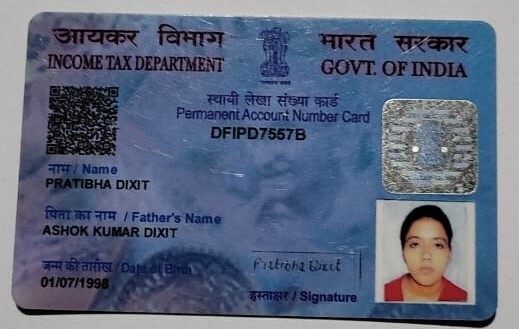 आयकर विभाग
INCOME TAX DEPARTMENT
भारत सरकार
GOVT. OF INDIA
स्थायी लेखा संख्या कार्ड
Permanent Account Number Card
DFIPD7557B
नाम / Name
PRATIBHA DIXIT
पिता का नाम / Father's Name
ASHOK KUMAR DIXIT
जन्म की तारीख / Date of Birth
01/07/1998
Pratibha Dixit
हस्ताक्षर / Signature